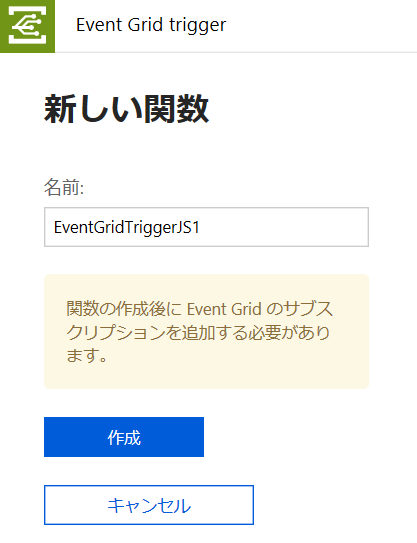 Event Grid trigger
新しい関数
名前:
EventGridTriggerJS1
関数の作成後に Event Grid のサブス
クリプションを追加する必要があり
ます。
作成
キャンセル